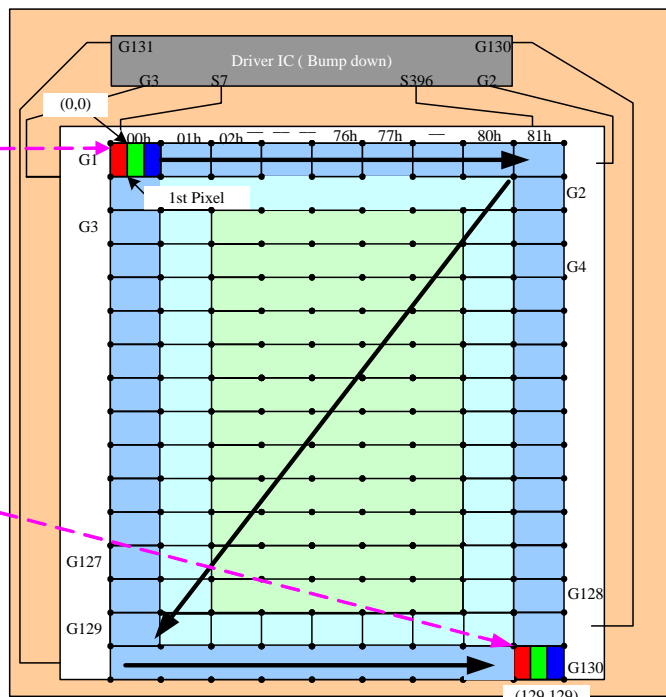 G131 G130
Driver IC ( Bump down)
G3 S7 S396 G2
(0,0)
00h 01h 02h — — — 76h 77h — 80h 81h
G1
1st Pixel
G2
G3
G4
G127
G128
G129
G130
(129,129)